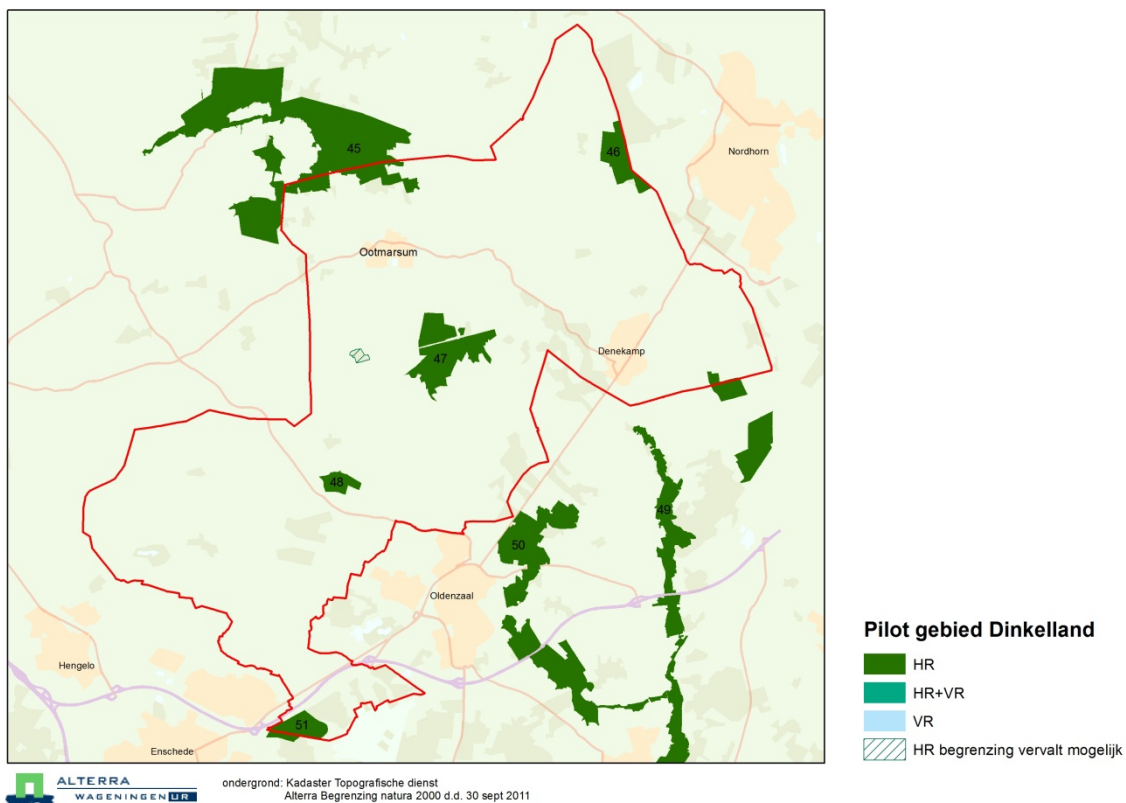 45
46
Nordhorn
Ootmarsum
47
Denekamp
48
49
50
Oldenzaal
Hengelo
51
Enschede
Pilot gebied Dinkelland
HR
HR+VR
VR
HR begrenzing vervalt mogelijk
ALTERRA
WAGENINGEN UR
ondergrond: Kadaster Topografische dienst
Alterra Begrenzing natura 2000 d.d. 30 sept 2011